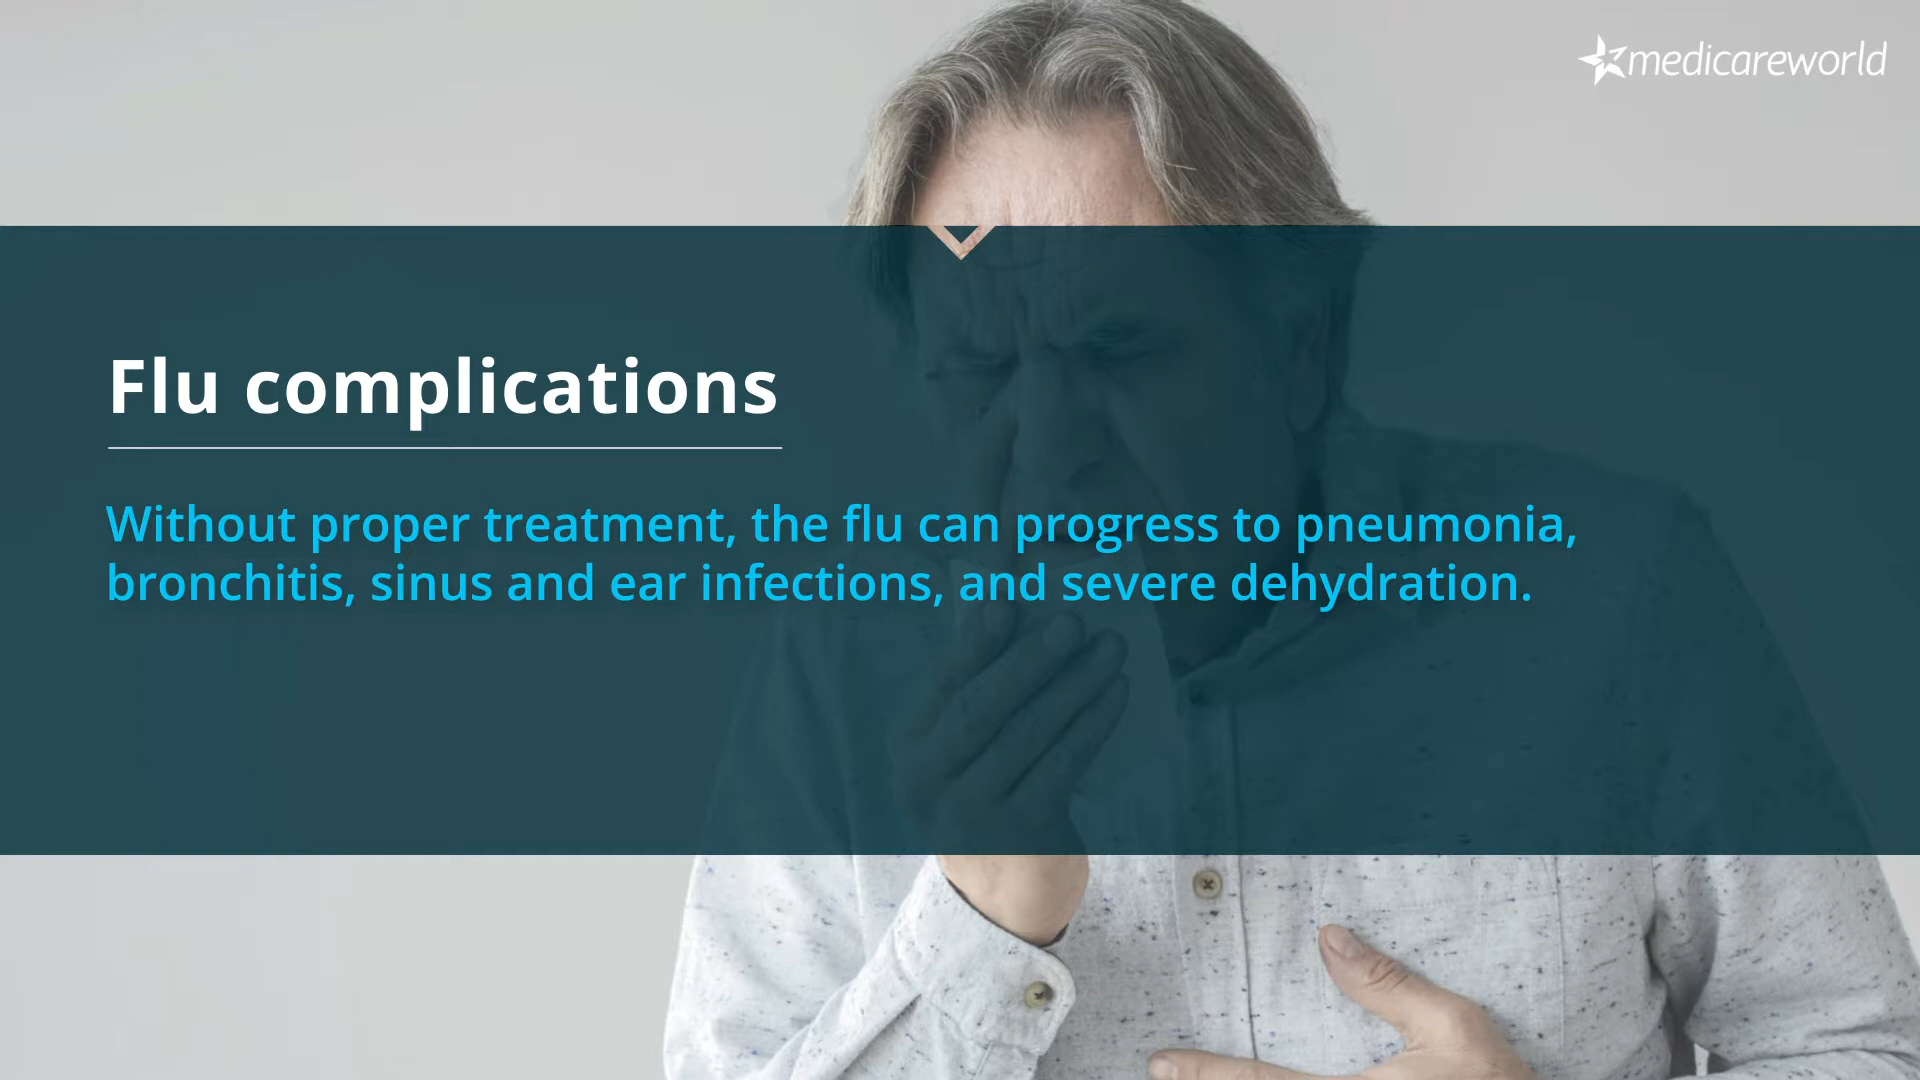 medicareworld
Flu complications
Without proper treatment, the flu can progress to pneumonia,
bronchitis, sinus and ear infections, and severe dehydration.